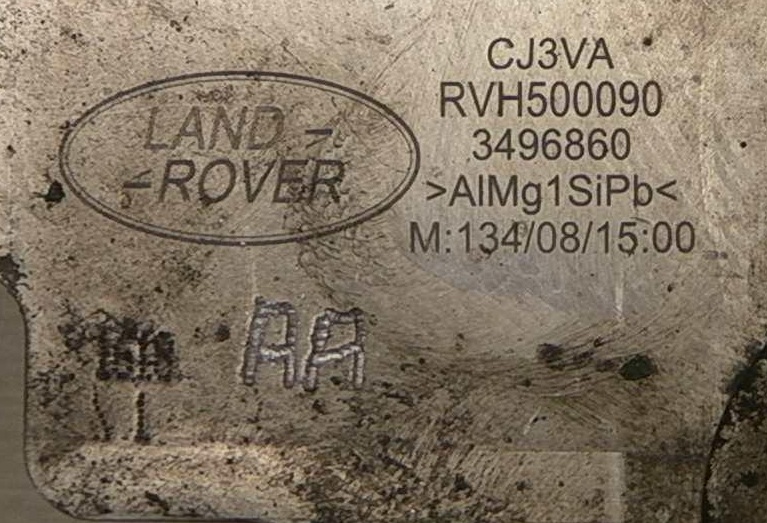 LAND
ROVER
CJ3VA
RVH500090
3496860
>AlMg1SiPb<
M:134/08/15:00
AA